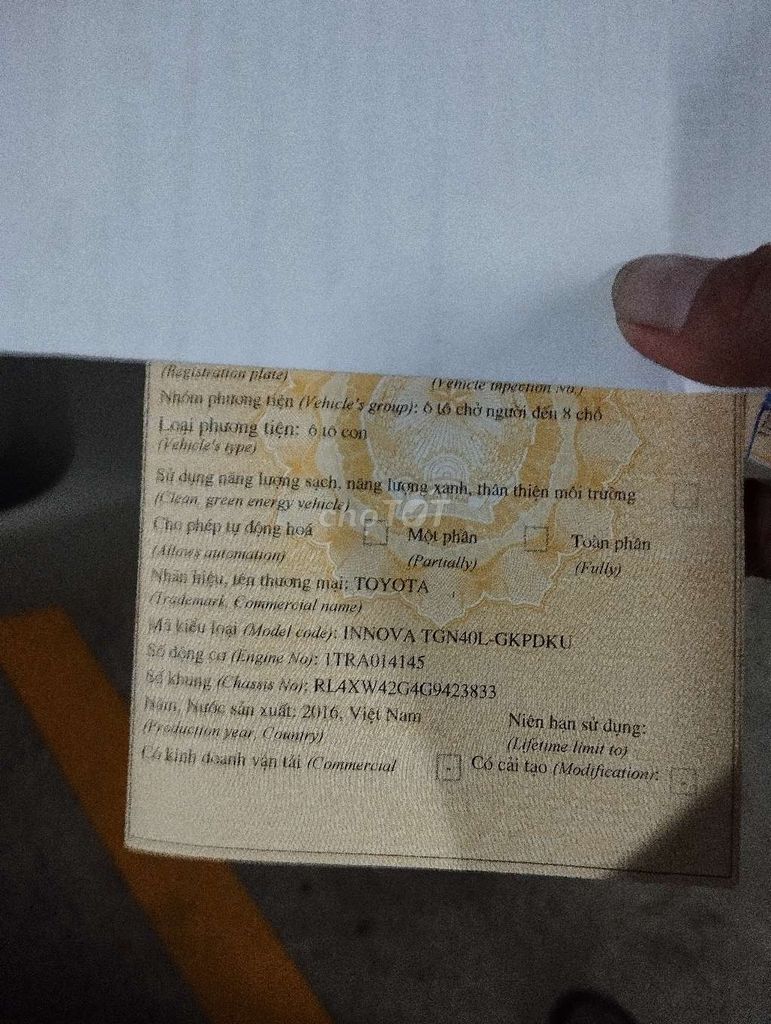 (Registration plate) (Vehicle inspection No.)
Nhóm phương tiện (Vehicle's group): ô tô chở người đến 8 chỗ
Loại phương tiện: ô tô con
(Vehicle's type)
Sử dụng năng lượng sạch, năng lượng xanh, thân thiện môi trường
(Clean, green energy vehicle)
chợTỐT
Cho phép tự động hoá Một phần Toàn phần
(Allows automation) (Partially) (Fully)
Nhãn hiệu, tên thương mại: TOYOTA
(Trademark, Commercial name)
Mã kiểu loại (Model code): INNOVA TGN40L-GKPDKU
Số động cơ (Engine No): 1TRA014145
Số khung (Chassis No): RL4XW42G4G9423833
Năm, Nước sản xuất: 2016, Việt Nam Niên hạn sử dụng:
(Production year, Country) (Lifetime limit to)
Có kinh doanh vận tải (Commercial - Có cải tạo (Modification): -